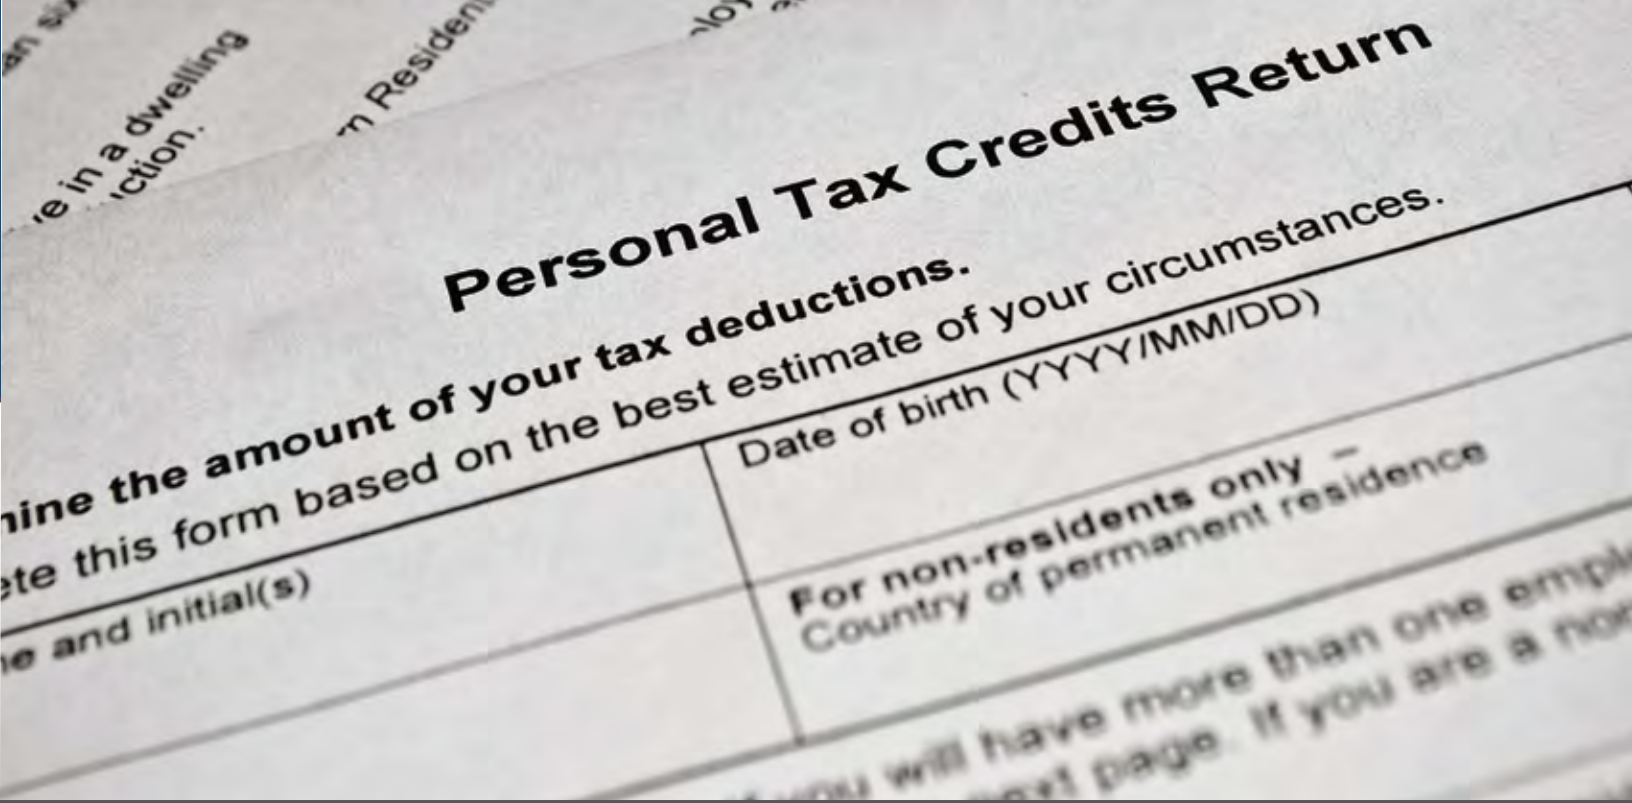 in a dwelling
Resident
Personal Tax Credits Return
the amount of your tax deductions.
this form based on the best estimate of your circumstances.
and initial(s)
Date of birth (YYYY/MM/DD)
For non-residents only –
Country of permanent residence
you will have more than one
page. If you are a